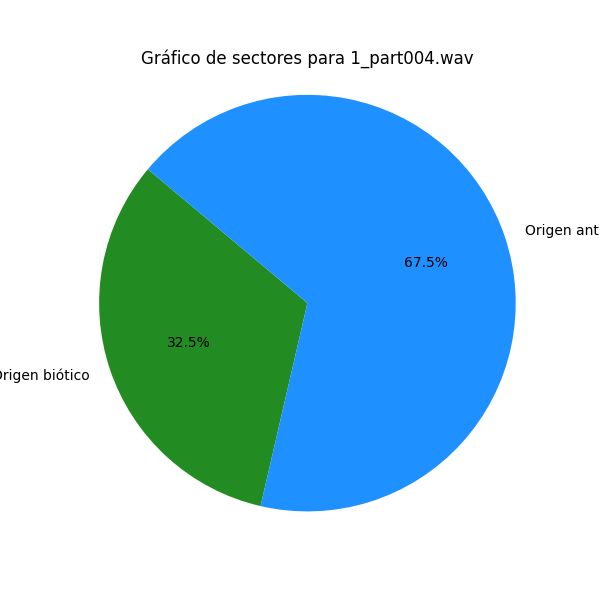 Gráfico de sectores para 1_part004.wav
Origen ant
67.5%
32.5%
Origen biótico